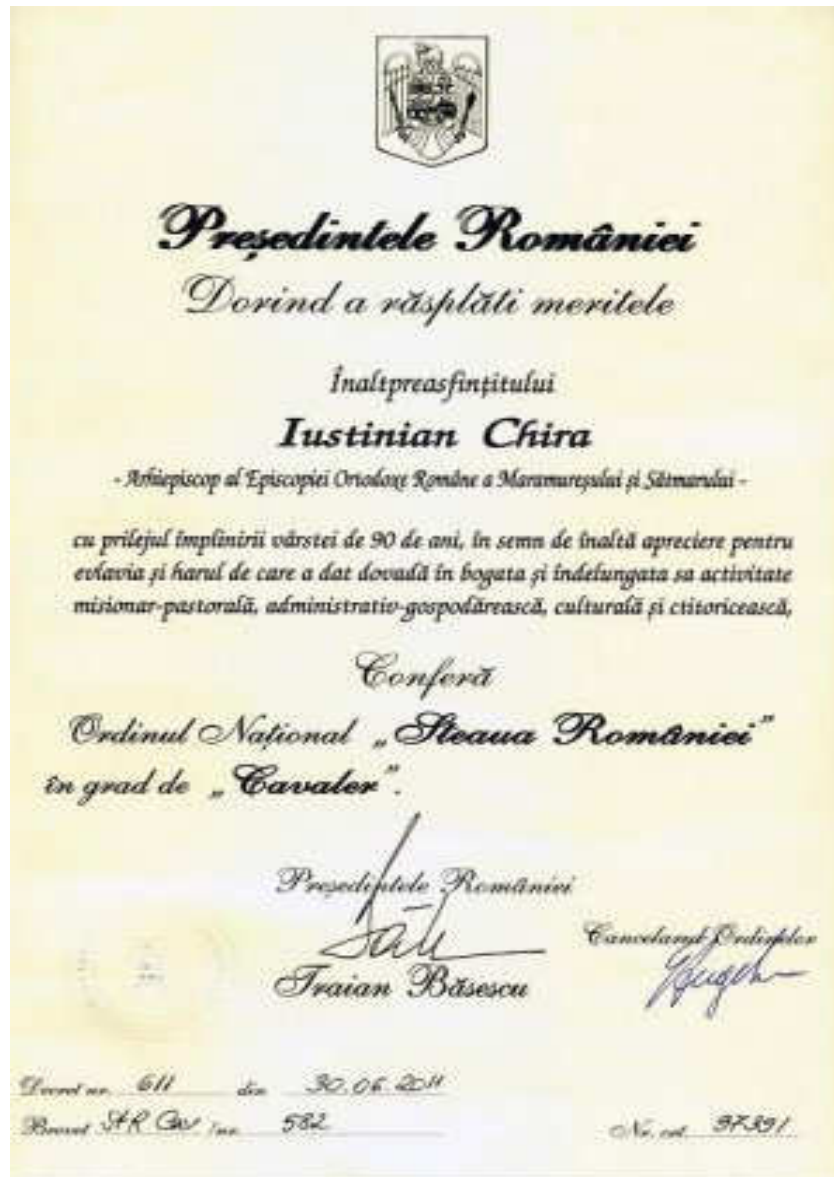 Președintele României
Dorind a răsplăti meritele
Înaltpreasfințitului
Iustinian Chira
- Arhiepiscop al Episcopiei Ortodoxe Române a Maramureșului și Sătmarului -
cu prilejul împlinirii vârstei de 90 de ani, în semn de înaltă apreciere pentru
evlavia și harul de care a dat dovadă în bogata și îndelungata sa activitate
misionar-pastorală, administrativ-gospodărească, culturală și ctitoricească,
Conferă
Ordinul Național „Steaua României”
în grad de „Cavaler”.
Președintele României
Traian Băsescu
Cancelarul Ordinelor
Decret nr. 611 din 30.06.2011
Brevet St R Cav / nr. 582
Nr. cat. 97391